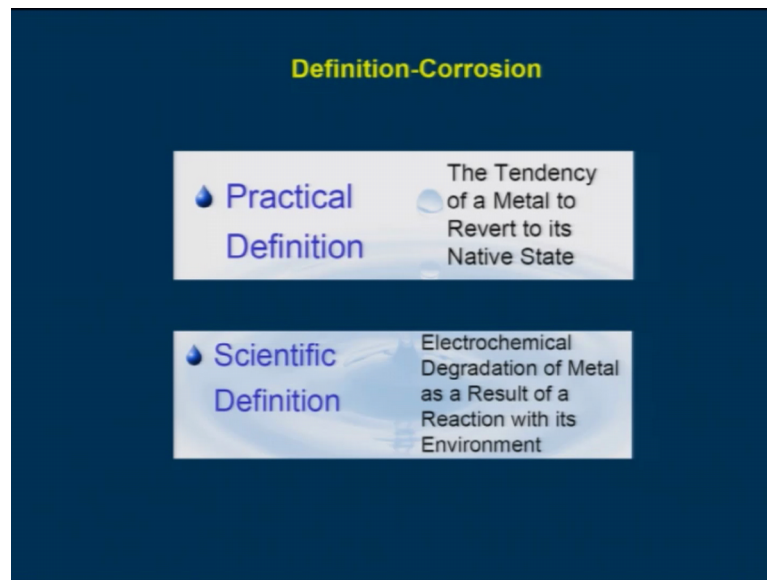 Definition-Corrosion
Practical
Definition
The Tendency
of a Metal to
Revert to its
Native State
Scientific
Definition
Electrochemical
Degradation of Metal
as a Result of a
Reaction with its
Environment